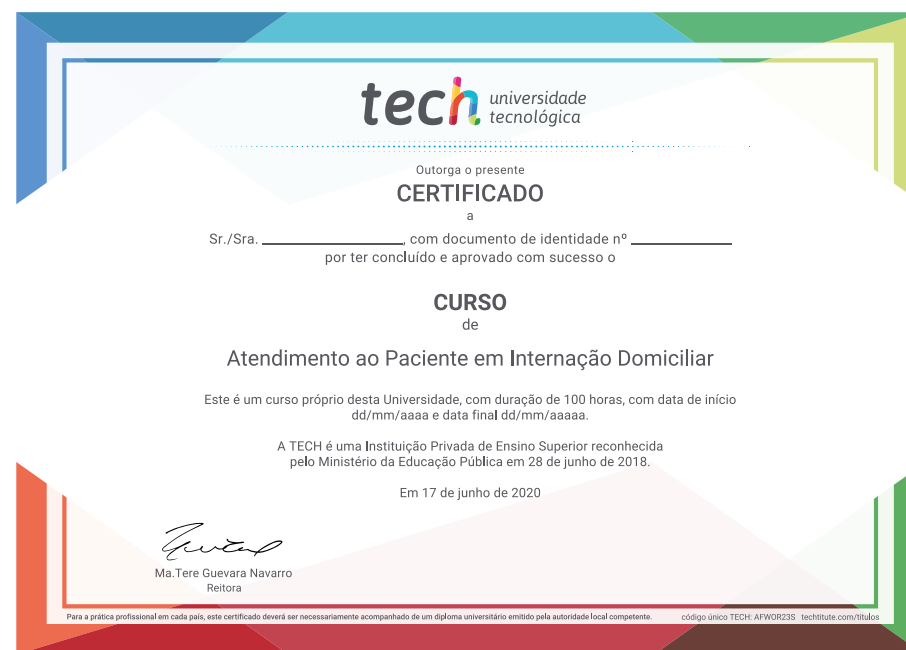 tech universidade
tecnológica
Outorga o presente
CERTIFICADO
a
Sr./Sra. ________________, com documento de identidade nº ____________
por ter concluído e aprovado com sucesso o
CURSO
de
Atendimento ao Paciente em Internação Domiciliar
Este é um curso próprio desta Universidade, com duração de 100 horas, com data de início
dd/mm/aaaa e data final dd/mm/aaaaa.
A TECH é uma Instituição Privada de Ensino Superior reconhecida
pelo Ministério da Educação Pública em 28 de junho de 2018.
Em 17 de junho de 2020
Ma.Tere Guevara Navarro
Reitora
Para a prática profissional em cada país, este certificado deverá ser necessariamente acompanhado de um diploma universitário emitido pela autoridade local competente. código único TECH: AFWOR23S techtitute.com/titulos